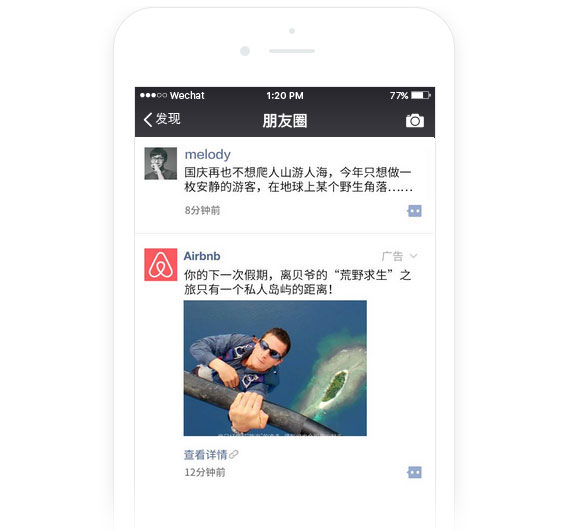 Wechat 1:20 PM 77%
发现 朋友圈
melody
国庆再也不想爬人山游人海，今年只想做一
枚安静的游客，在地球上某个野生角落……
8分钟前
Airbnb 广告
你的下一次假期，离贝爷的“荒野求生”之
旅只有一个私人岛屿的距离！
查看详情
12分钟前